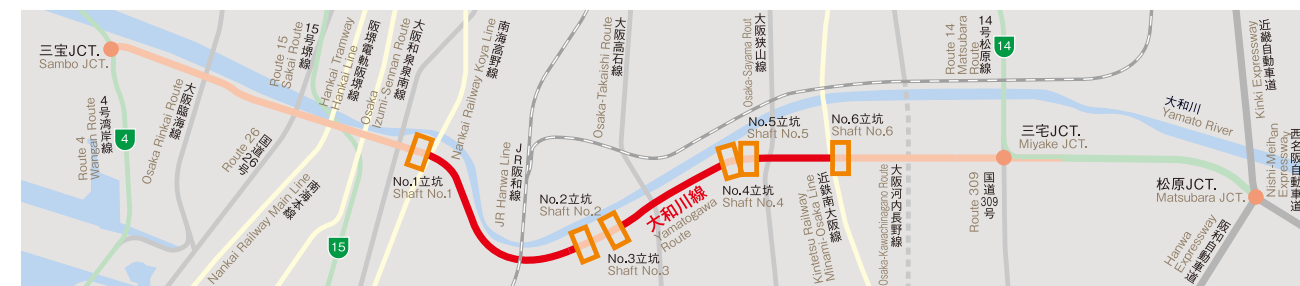 三宝JCT.
Sambo JCT.
Route 4
Wangan Route
4号湾岸線
4
Osaka Rinkai Route
大阪臨海線
Route 26
国道26号
Route 15
Sakai Route
15号堺線
Hankai Tramway
Hankai Line
阪堺電軌阪堺線
Osaka
Izumi-Sennan Route
大阪和泉泉南線
Nankai Railway Koya Line
南海高野線
Nankai Railway Main Line
南海本線
15
No.1立坑
Shaft No.1
JR Hanwa Line
JR阪和線
No.2立坑
Shaft No.2
No.3立坑
Shaft No.3
Osaka-Takaishi Route
大阪高石線
大和川線
Yamatogawa
Route
No.4立坑
Shaft No.4
No.5立坑
Shaft No.5
Osaka-Sayama Rout
大阪狭山線
No.6立坑
Shaft No.6
Kintetsu Railway
Minami-Osaka Line
近鉄南大阪線
Osaka-Kawachinagano Route
大阪河内長野線
Route 14
Matsubara
Route
14号松原線
14
三宅JCT.
Miyake JCT.
Route 309
国道309号
大和川
Yamato River
松原JCT.
Matsubara JCT.
Kinki Expressway
近畿自動車道
Nishi-Meihan
Expressway
西名阪自動車道
Hanwa
Expressway
阪和自動車道